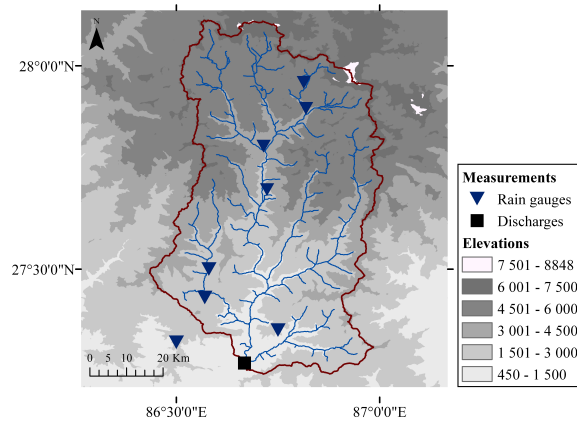 N
28°0'0"N
27°30'0"N
0 10 20 Km
86°30'0"E
87°0'0"E
Measurements
Rain gauges
Discharges
Elevations
7 501 - 8848
6 001 - 7 500
4 501 - 6 000
3 001 - 4 500
1 501 - 3 000
450 - 1 500